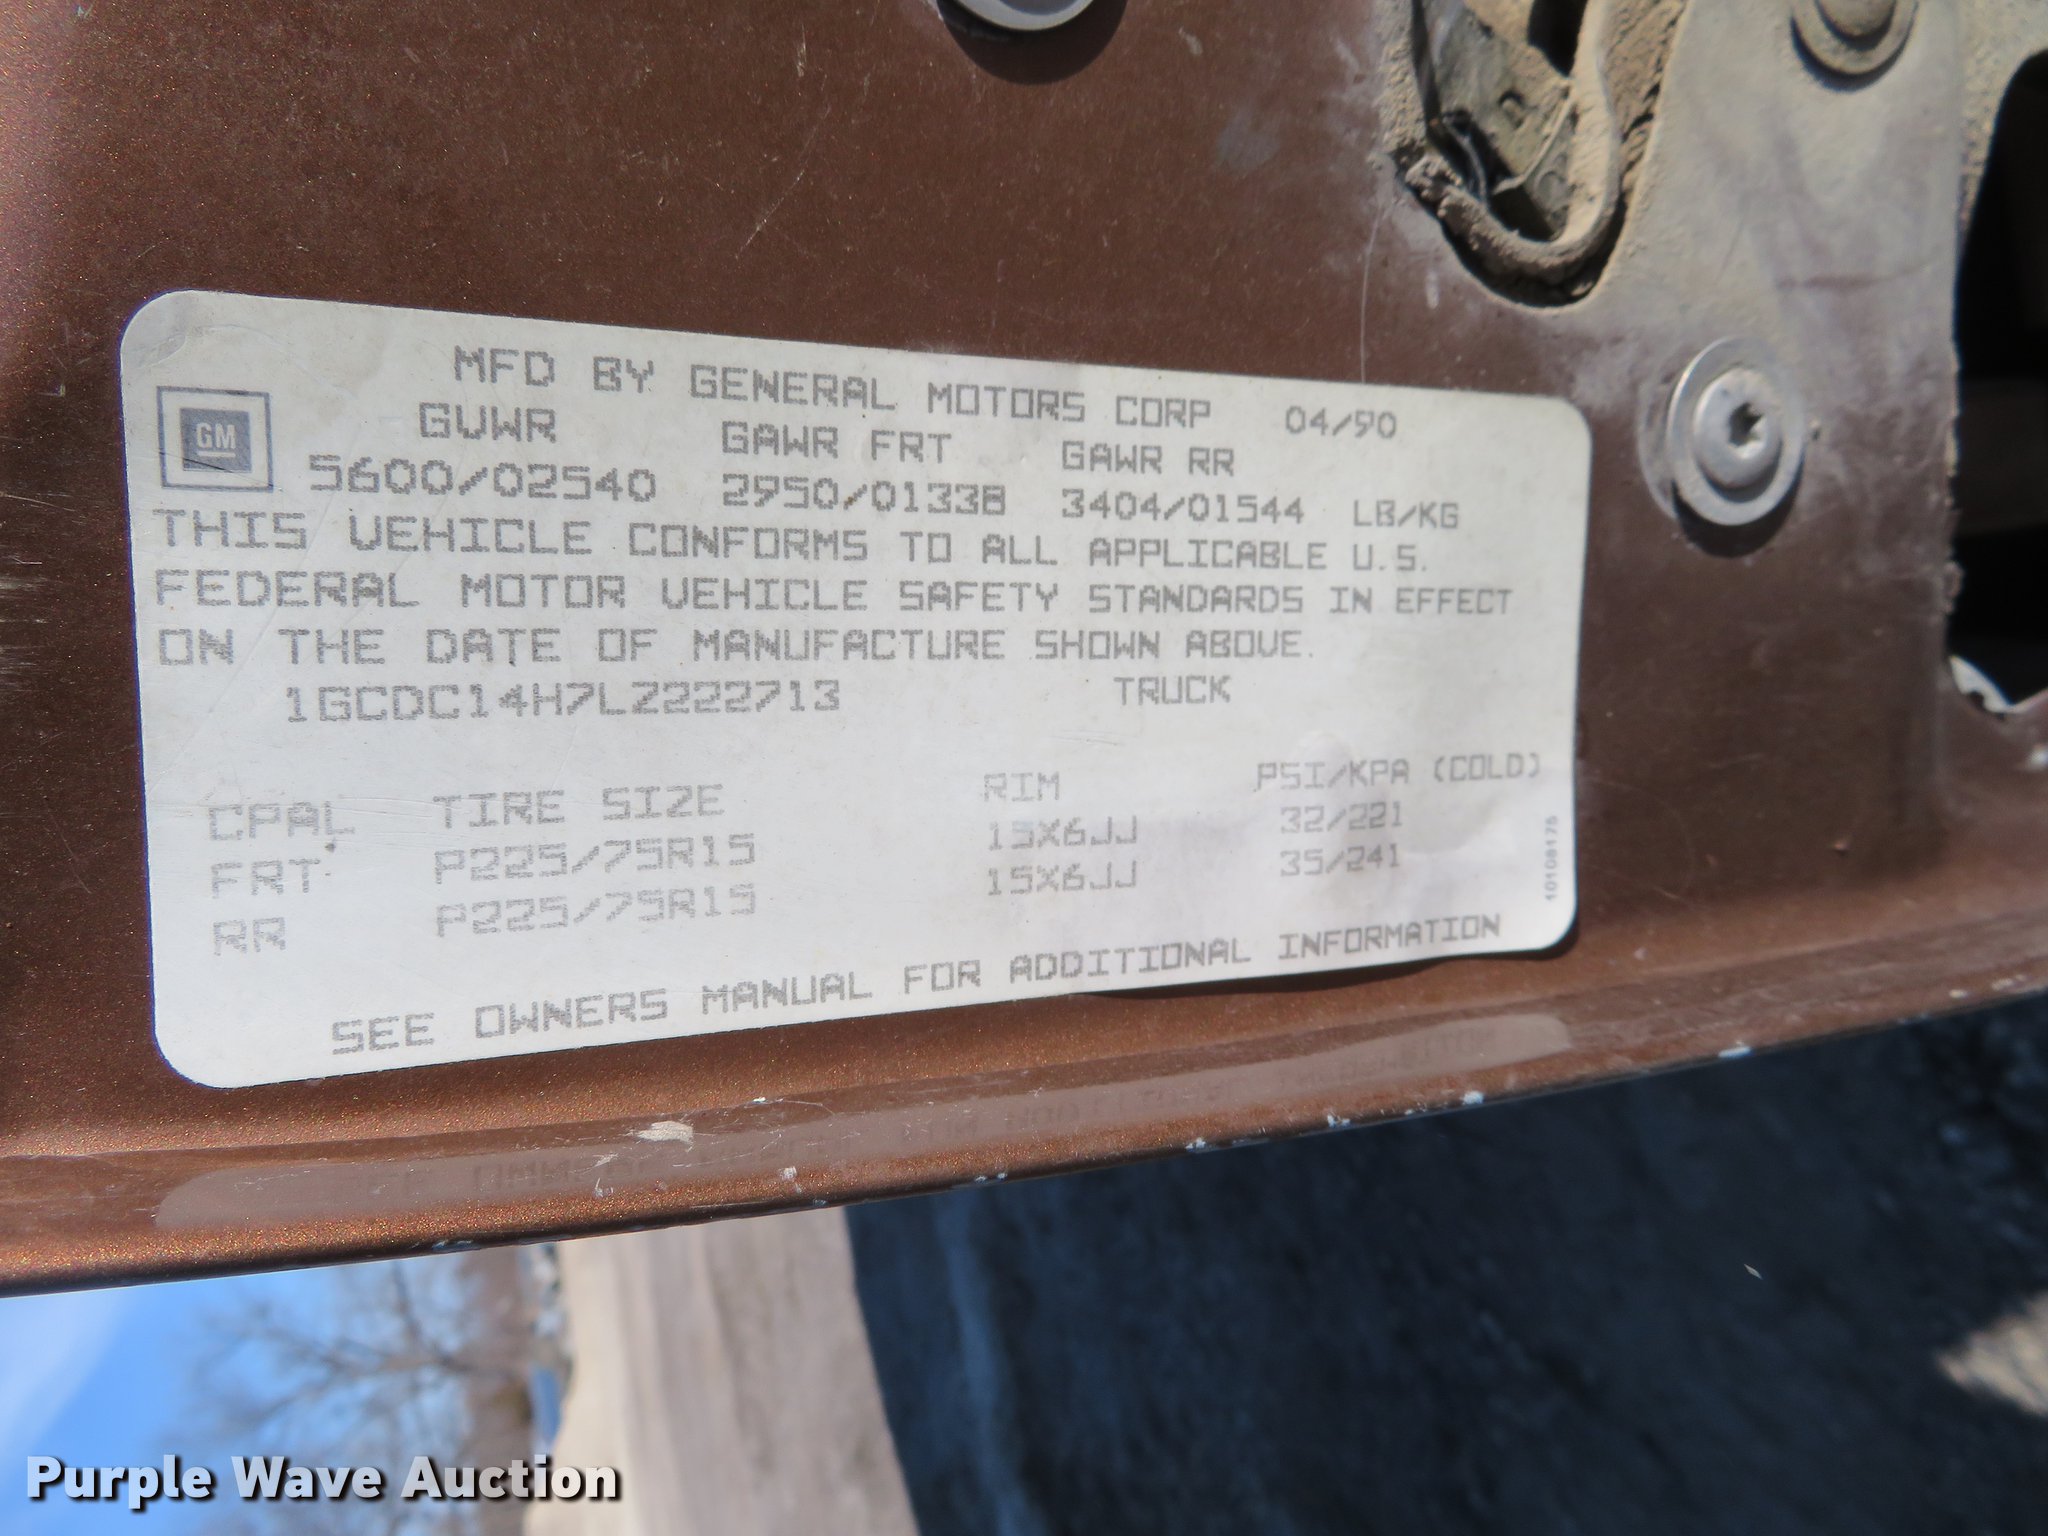 MFD BY GENERAL MOTORS CORP 04/90
GM
GVWR GAWR FRT GAWR RR
5600/02540 2950/01338 3404/01544 LB/KG
THIS VEHICLE CONFORMS TO ALL APPLICABLE U.S.
FEDERAL MOTOR VEHICLE SAFETY STANDARDS IN EFFECT
ON THE DATE OF MANUFACTURE SHOWN ABOVE.
1GCDC14H7LZ222713 TRUCK
CPAL TIRE SIZE RIM PSI/KPA (COLD)
FRT P225/75R15 15X6JJ 32/221
RR P225/75R15 15X6JJ 35/241
SEE OWNERS MANUAL FOR ADDITIONAL INFORMATION
10108175
Purple Wave Auction